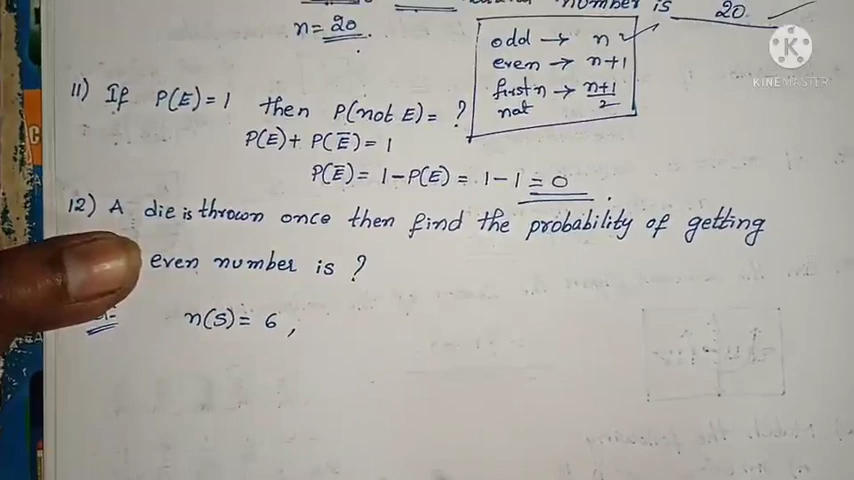 number is 20
n = 20.
odd → n
even → n+1
first n → n+1/2
nat
KINEMASTER
11) If P(E) = 1 then P(not E) = ?
P(E) + P(E̅) = 1
P(E̅) = 1 - P(E) = 1 - 1 = 0.
12) A die is thrown once then find the probability of getting
even number is ?
n(S) = 6,